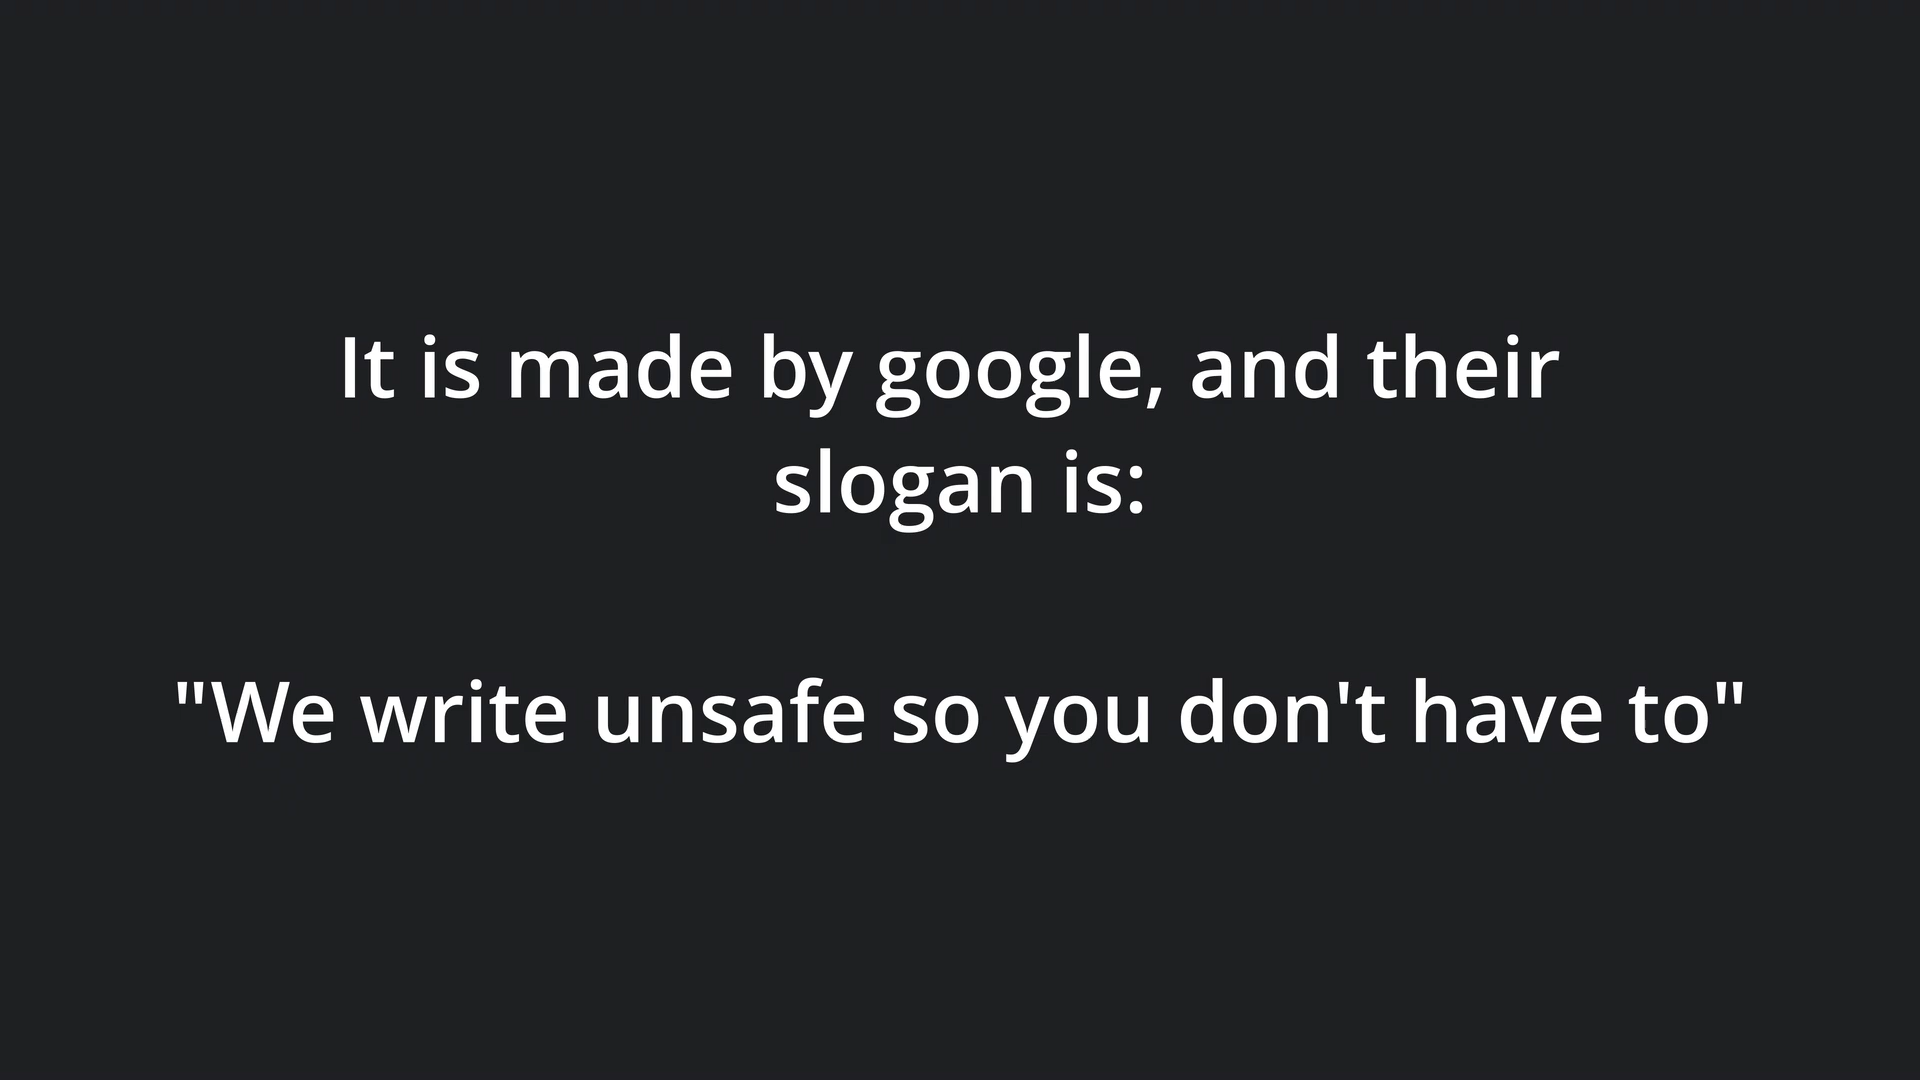 It is made by google, and their
slogan is:
"We write unsafe so you don't have to"